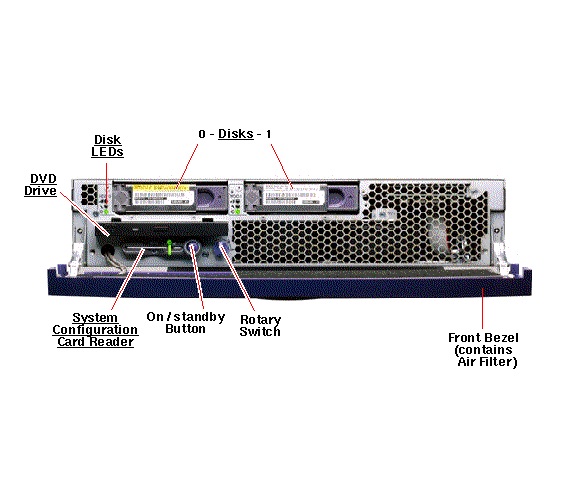 0 - Disks - 1
Disk
LEDs
DVD
Drive
System
Configuration
Card Reader
On / standby
Button
Rotary
Switch
Front Bezel
(contains
Air Filter)